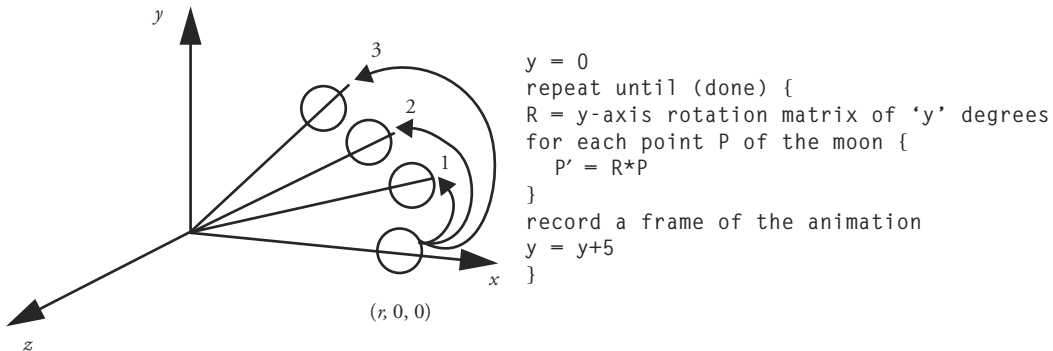 y
3
2
1
x
(r, 0, 0)
z
y = 0
repeat until (done) {
R = y-axis rotation matrix of ‘y’ degrees
for each point P of the moon {
P′ = R*P
}
record a frame of the animation
y = y+5
}